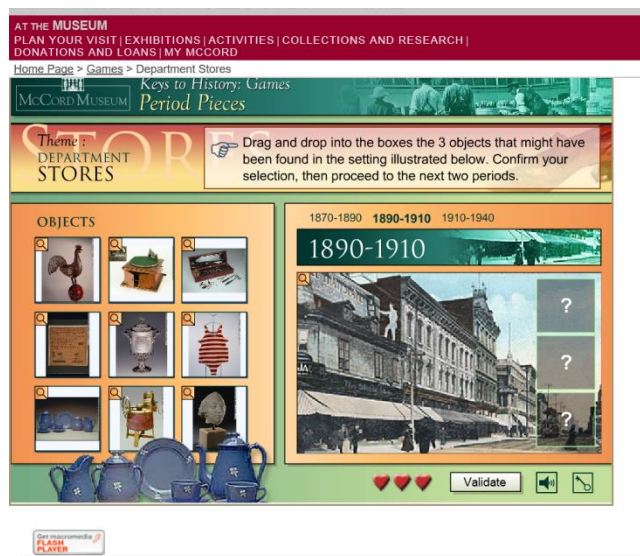 AT THE MUSEUM
PLAN YOUR VISIT | EXHIBITIONS | ACTIVITIES | COLLECTIONS AND RESEARCH |
DONATIONS AND LOANS | MY MCCORD
Home Page > Games > Department Stores
McCORD MUSEUM
Keys to History: Games
Period Pieces
STORES
Theme :
DEPARTMENT
STORES
Drag and drop into the boxes the 3 objects that might have
been found in the setting illustrated below. Confirm your
selection, then proceed to the next two periods.
OBJECTS
1870-1890 1890-1910 1910-1940
1890-1910
?
?
?
Validate
Get macromedia
FLASH
PLAYER